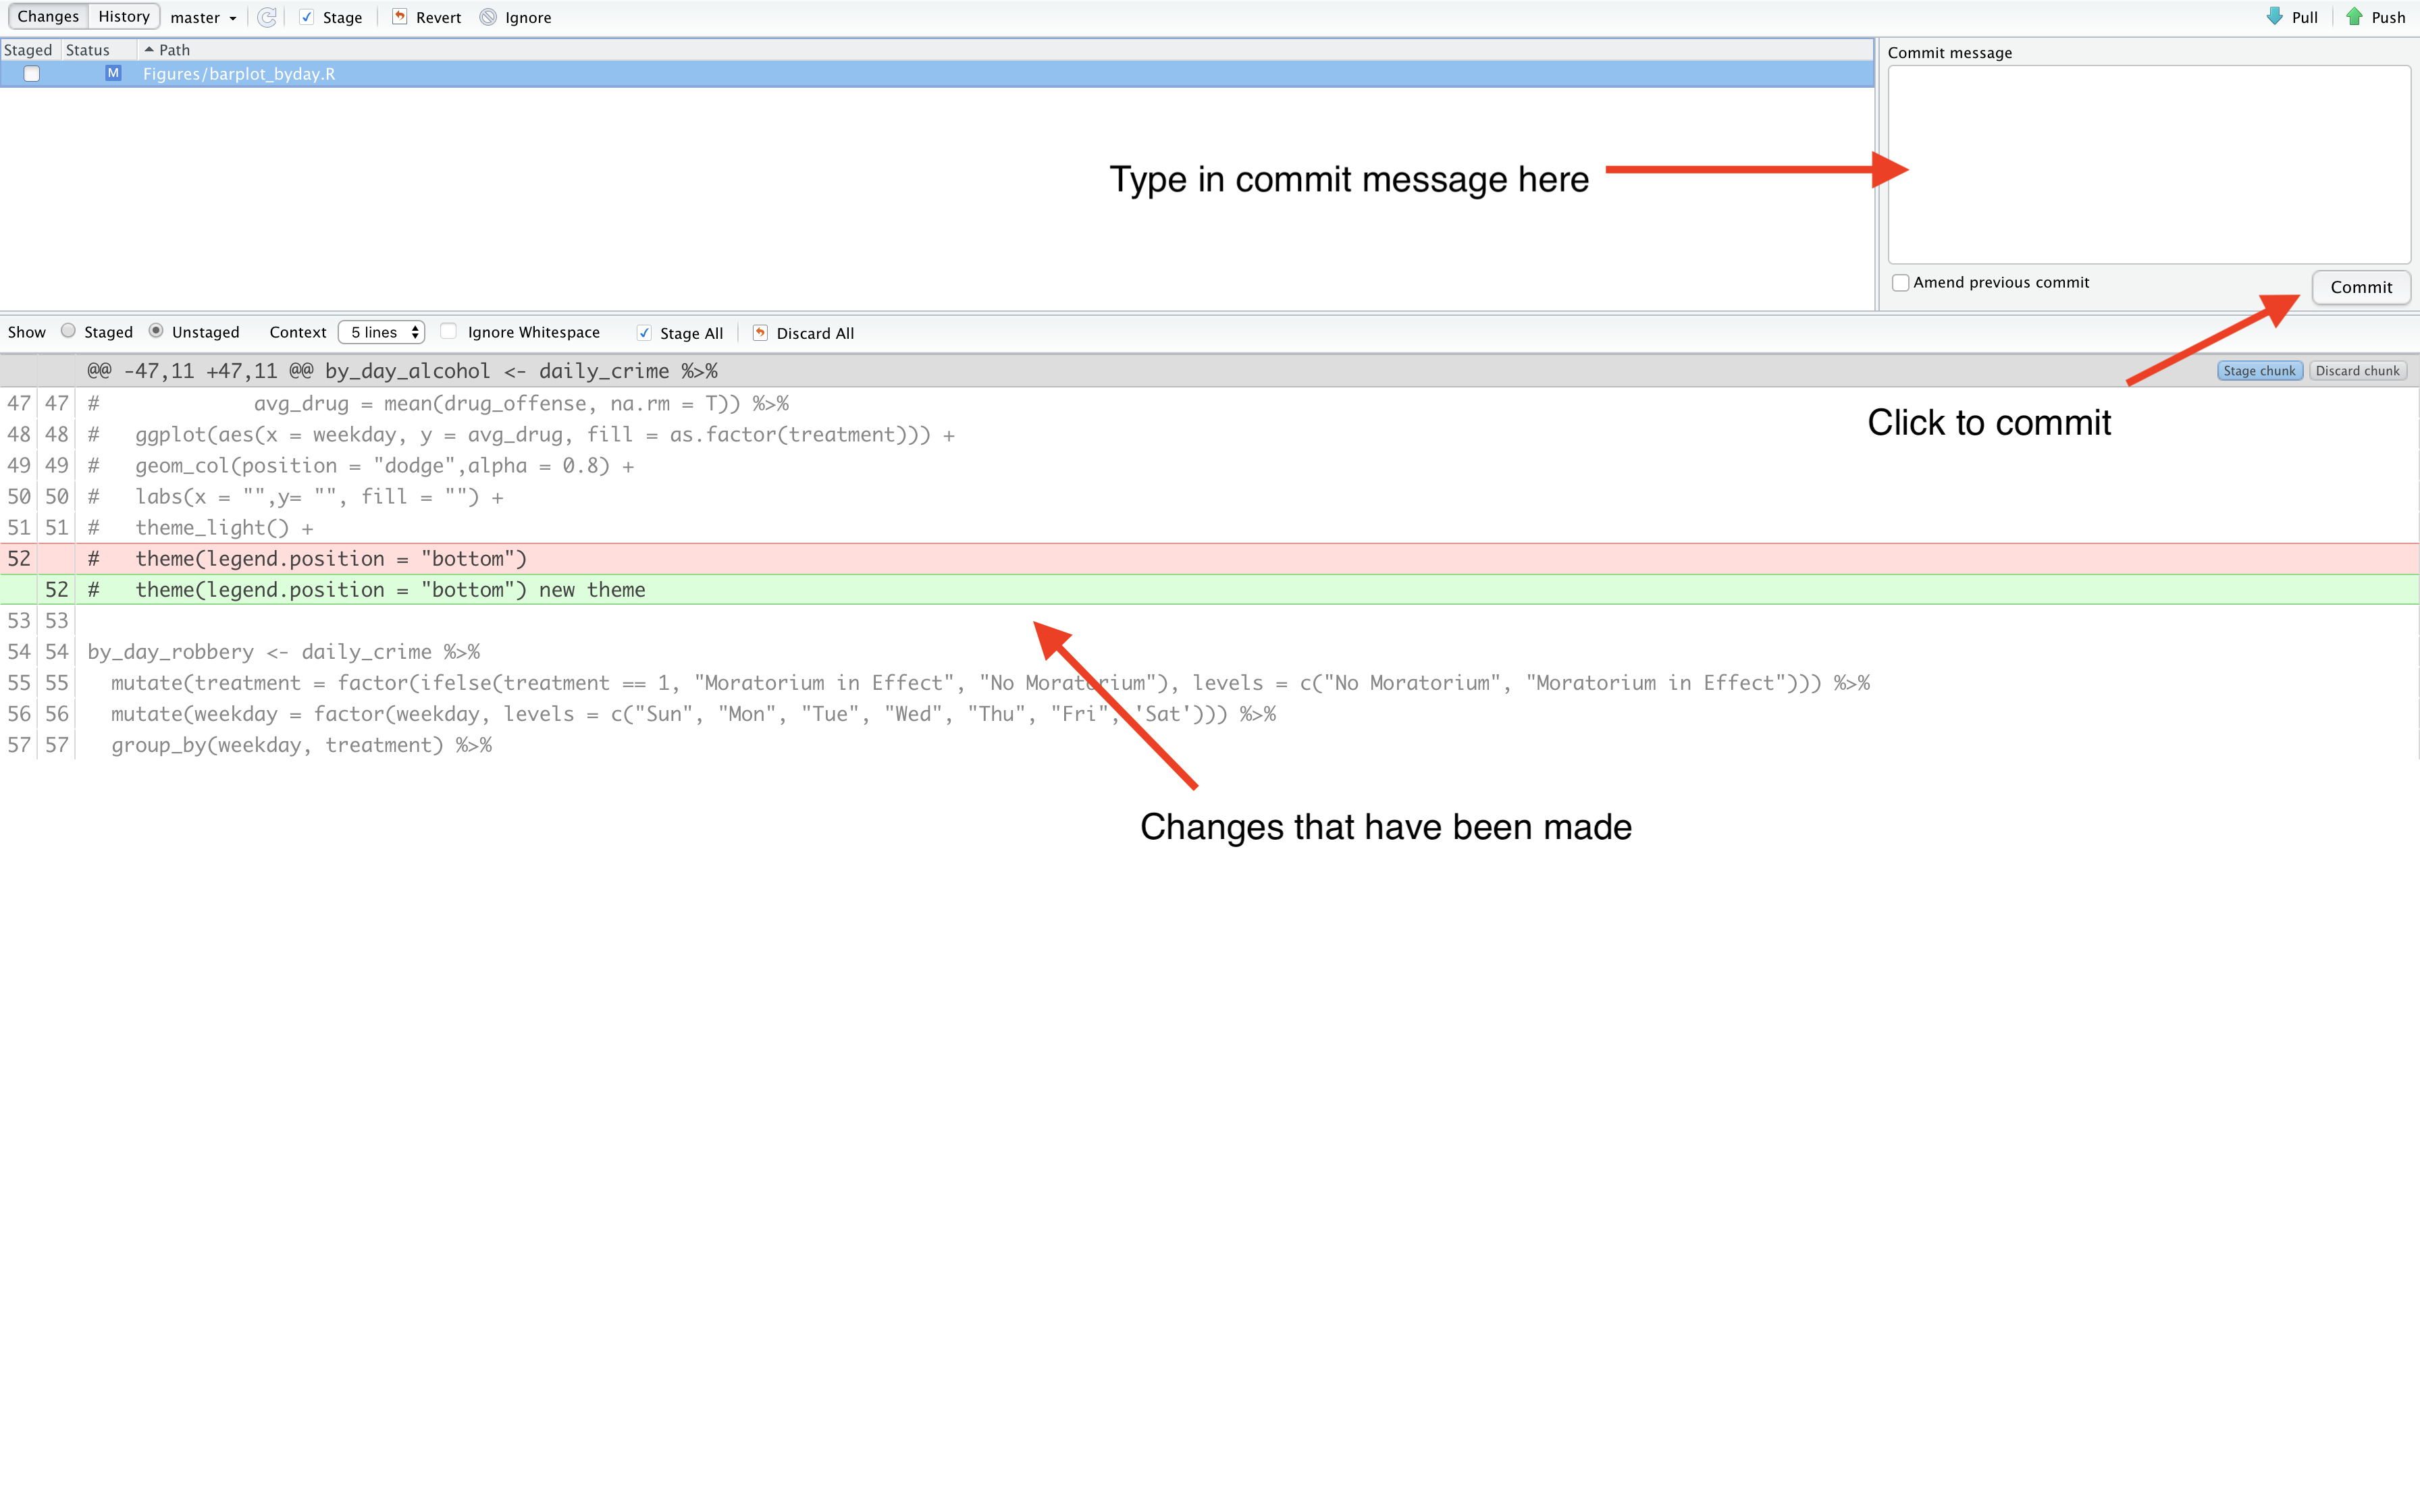 Changes History master Stage Revert Ignore Pull Push
Staged Status Path
M Figures/barplot_byday.R
Commit message
Type in commit message here
Amend previous commit Commit
Show Staged Unstaged Context 5 lines Ignore Whitespace Stage All Discard All
@@ -47,11 +47,11 @@ by_day_alcohol <- daily_crime %>% Stage chunk Discard chunk
47 47 #             avg_drug = mean(drug_offense, na.rm = T)) %>%
48 48 #   ggplot(aes(x = weekday, y = avg_drug, fill = as.factor(treatment))) +
Click to commit
49 49 #   geom_col(position = "dodge",alpha = 0.8) +
50 50 #   labs(x = "",y= "", fill = "") +
51 51 #   theme_light() +
52 #   theme(legend.position = "bottom")
52 #   theme(legend.position = "bottom") new theme
53 53
54 54 by_day_robbery <- daily_crime %>%
55 55   mutate(treatment = factor(ifelse(treatment == 1, "Moratorium in Effect", "No Moratorium"), levels = c("No Moratorium", "Moratorium in Effect"))) %>%
56 56   mutate(weekday = factor(weekday, levels = c("Sun", "Mon", "Tue", "Wed", "Thu", "Fri", 'Sat'))) %>%
57 57   group_by(weekday, treatment) %>%
Changes that have been made